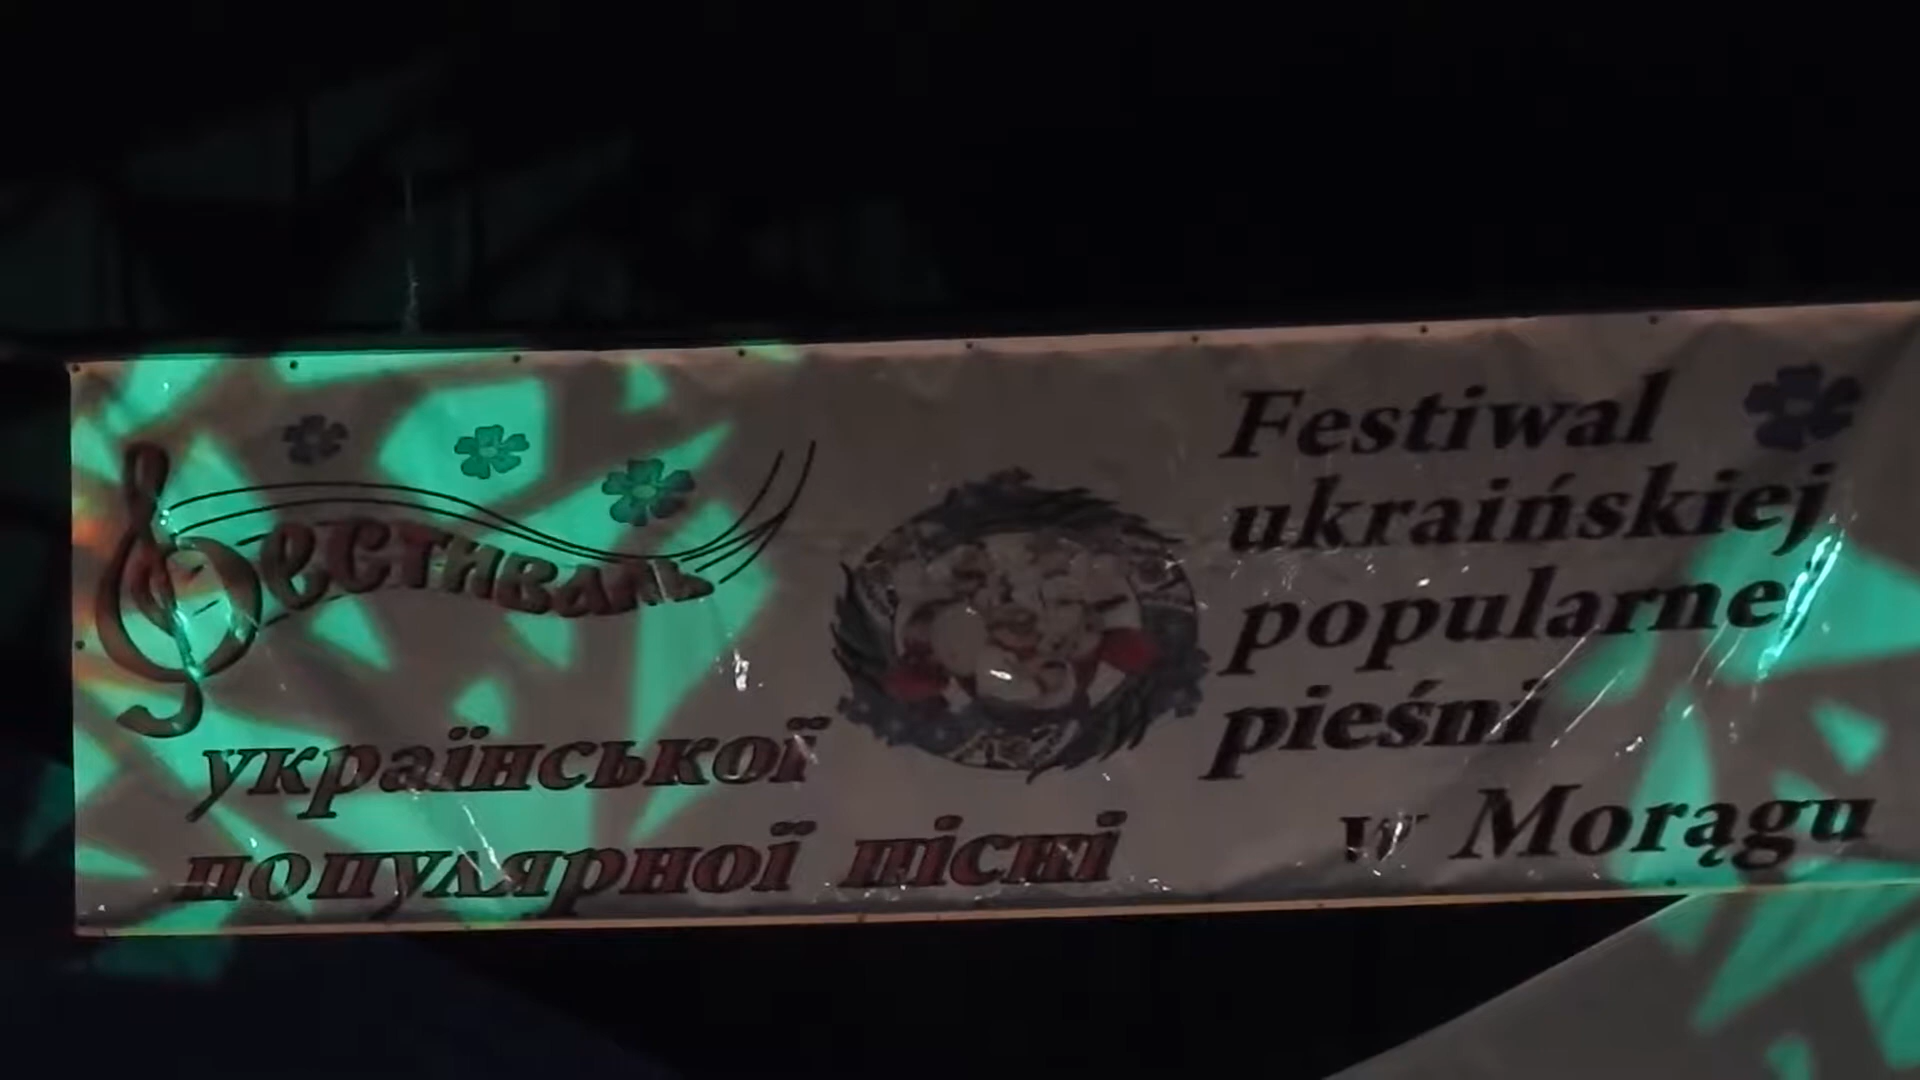 Фестиваль
української
популярної пісні
Festiwal
ukraińskiej
popularnej
pieśni
w Morągu